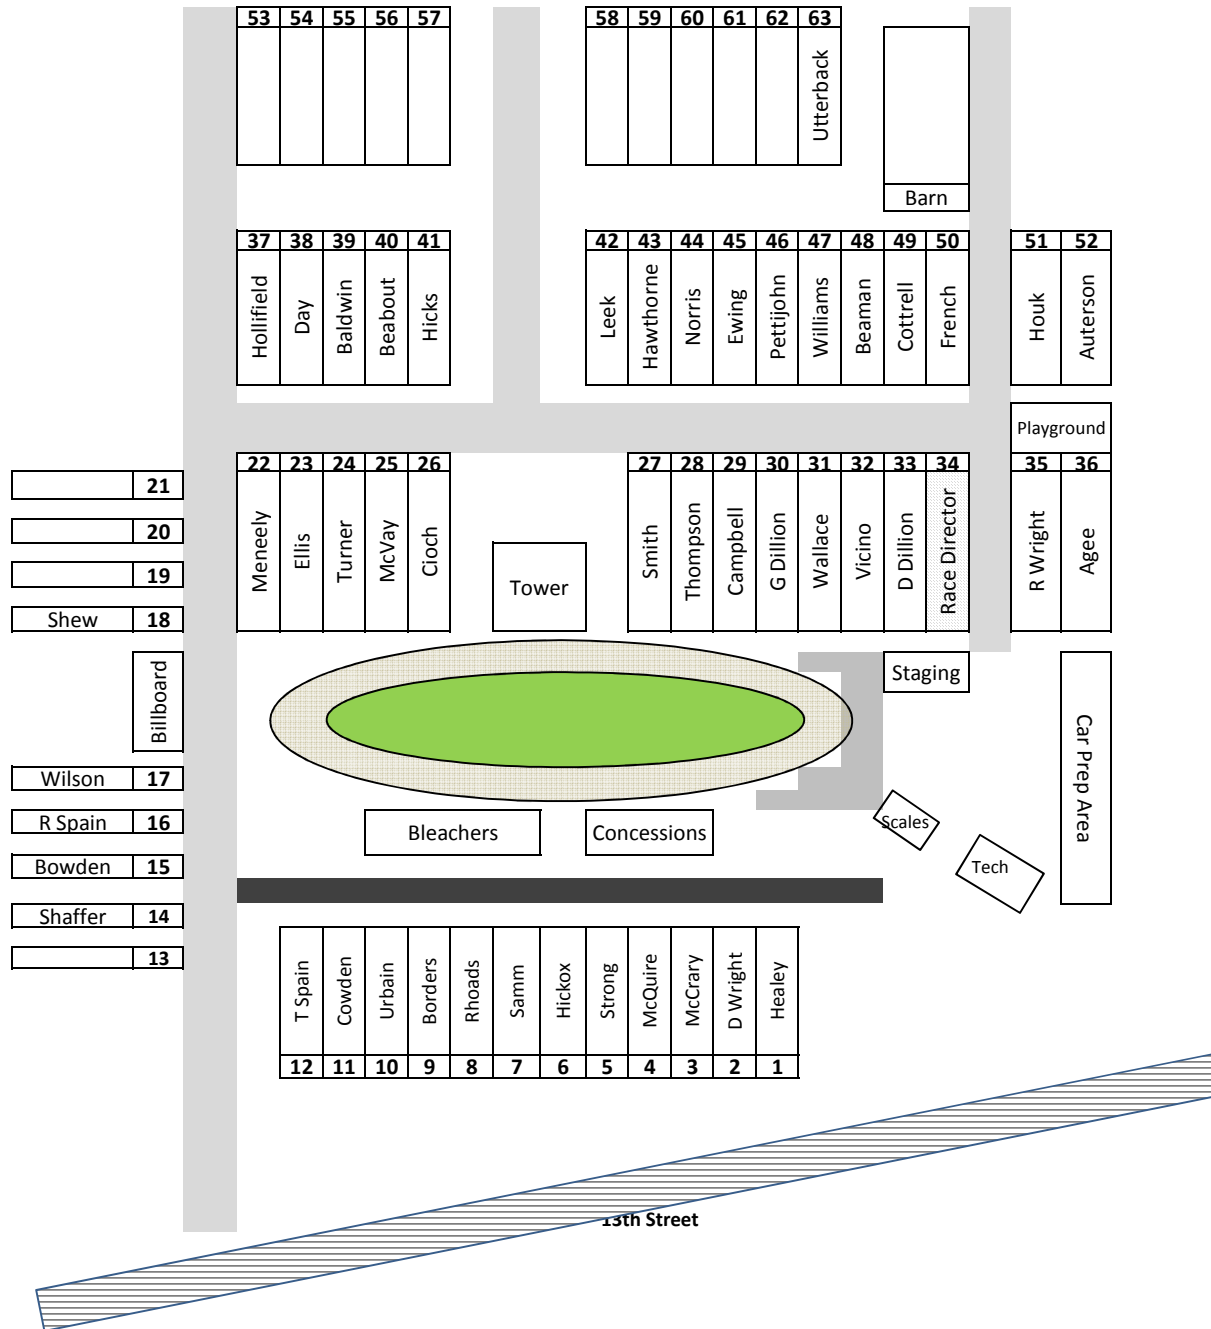 53 54 55 56 57 58 59 60 61 62 63
Utterback
Barn
37 38 39 40 41 42 43 44 45 46 47 48 49 50 51 52
Hollifield Day Baldwin Beabout Hicks Leek Hawthorne Norris Ewing Pettijohn Williams Beaman Cottrell French Houk Auterson
Playground
22 23 24 25 26 27 28 29 30 31 32 33 34 35 36
Meneely Ellis Turner McVay Cioch Smith Thompson Campbell G Dillion Wallace Vicino D Dillion Race Director R Wright Agee
21
20
19
Shew 18
Tower
Billboard
Staging
Car Prep Area
Wilson 17
R Spain 16
Bowden 15
Shaffer 14
13
Bleachers
Concessions
Scales
Tech
T Spain Cowden Urbain Borders Rhoads Samm Hickox Strong McQuire McCrary D Wright Healey
12 11 10 9 8 7 6 5 4 3 2 1
13th Street